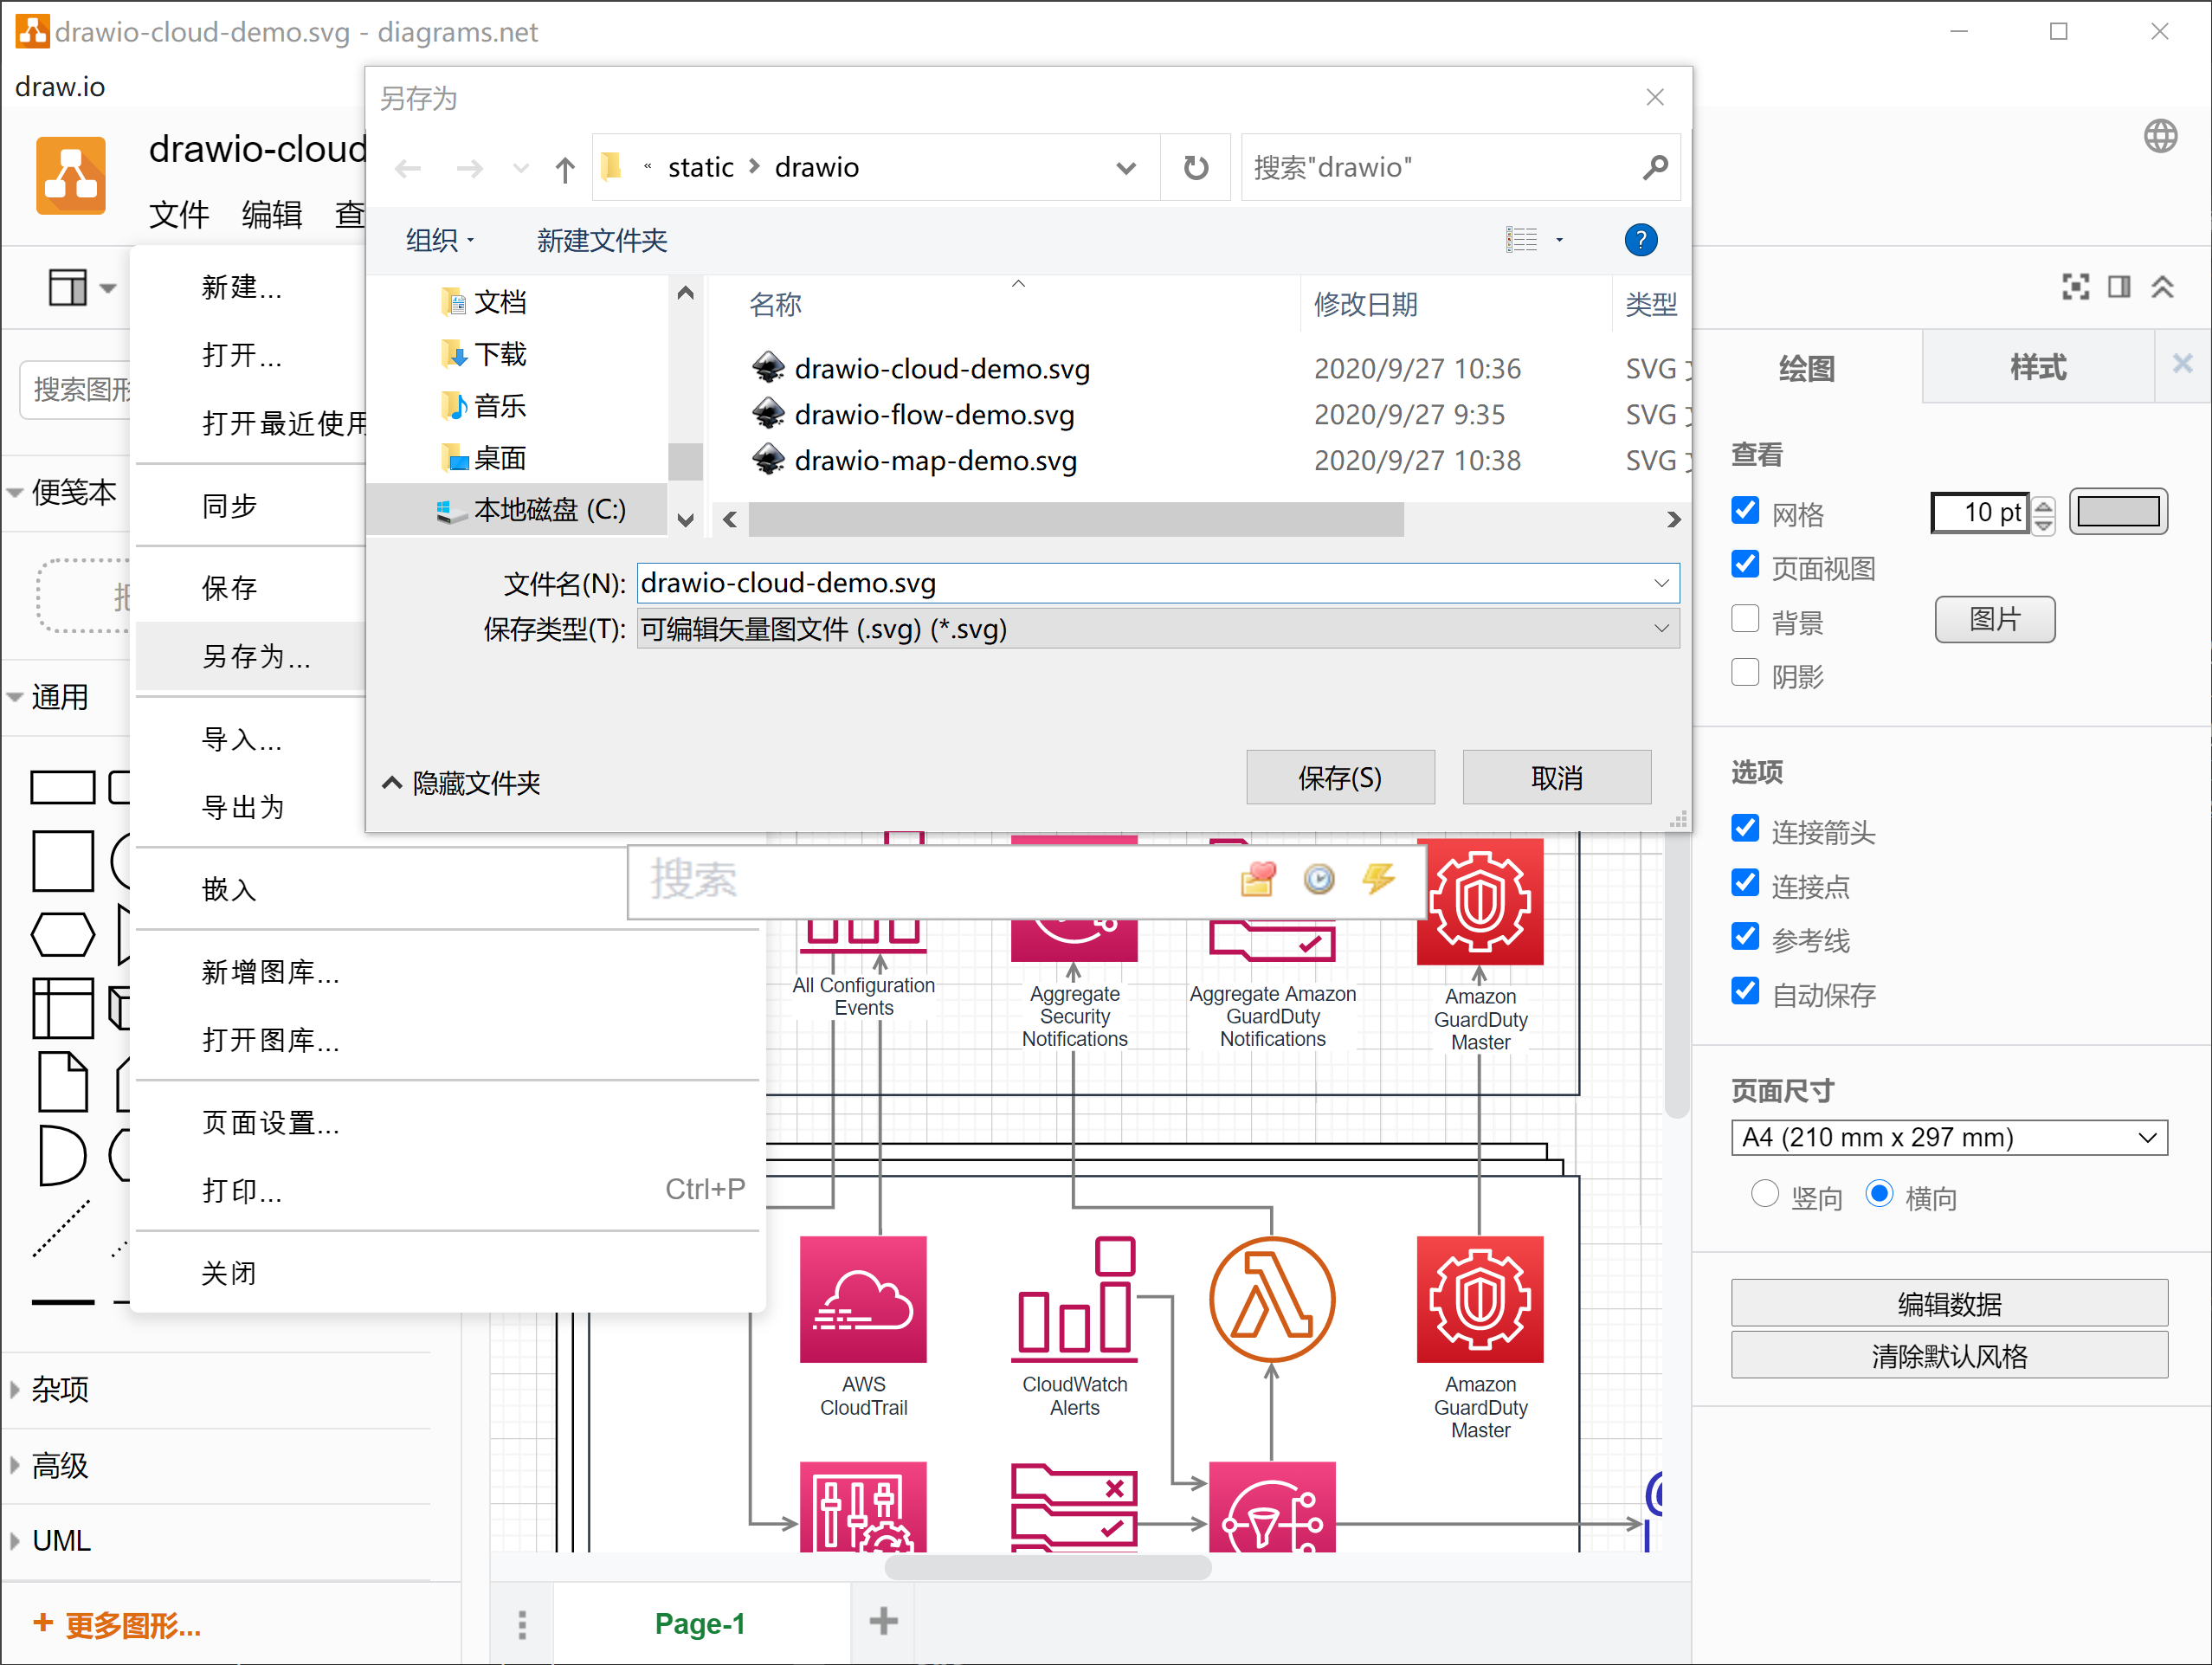 drawio-cloud-demo.svg - diagrams.net
draw.io
drawio-cloud
文件 编辑 查
另存为
« static > drawio
搜索"drawio"
组织
新建文件夹
?
文档
下载
音乐
桌面
本地磁盘 (C:)
名称 修改日期 类型
drawio-cloud-demo.svg 2020/9/27 10:36 SVG
drawio-flow-demo.svg 2020/9/27 9:35 SVG
drawio-map-demo.svg 2020/9/27 10:38 SVG
文件名(N): drawio-cloud-demo.svg
保存类型(T): 可编辑矢量图文件 (.svg) (*.svg)
隐藏文件夹
保存(S)
取消
新建...
打开...
打开最近使用
同步
保存
另存为...
导入...
导出为
嵌入
新增图库...
打开图库...
页面设置...
打印... Ctrl+P
关闭
搜索图形
便笺本
通用
杂项
高级
UML
+ 更多图形...
搜索
All Configuration
Events
Aggregate
Security
Notifications
Aggregate Amazon
GuardDuty
Notifications
Amazon
GuardDuty
Master
AWS
CloudTrail
CloudWatch
Alerts
Amazon
GuardDuty
Master
Page-1
绘图
样式
查看
网格 10 pt
页面视图
背景 图片
阴影
选项
连接箭头
连接点
参考线
自动保存
页面尺寸
A4 (210 mm x 297 mm)
竖向 横向
编辑数据
清除默认风格